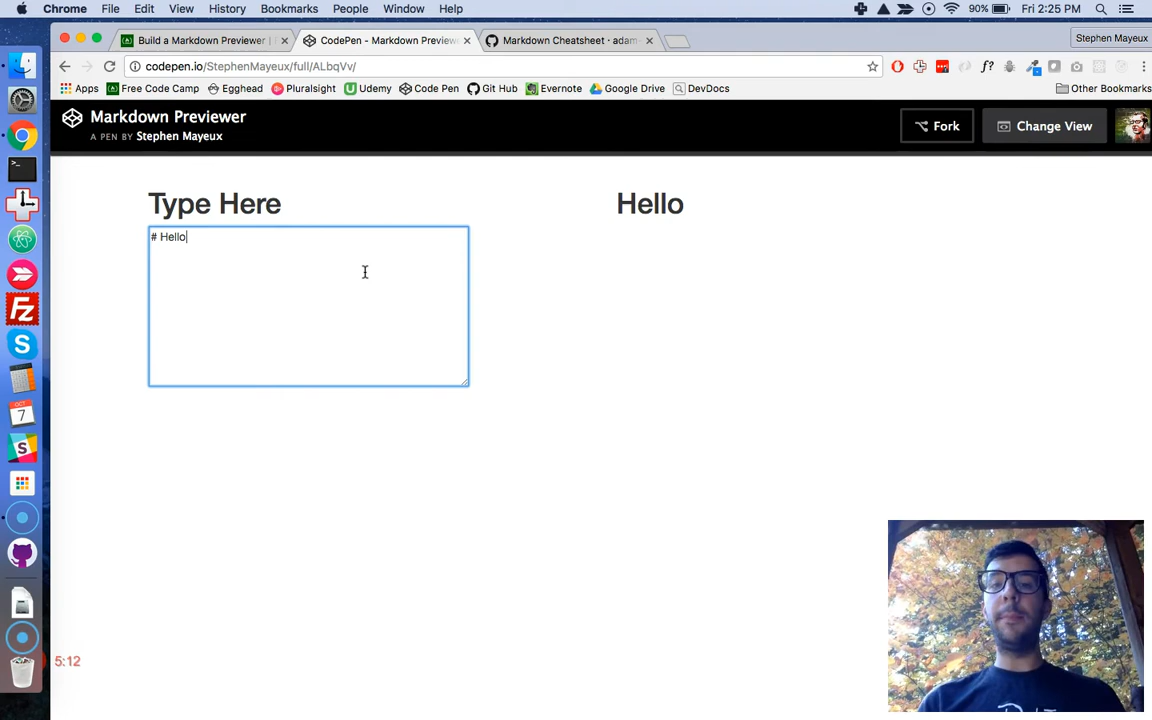 Chrome File Edit View History Bookmarks People Window Help 90% Fri 2:25 PM
Build a Markdown Previewer | CodePen - Markdown Preview Markdown Cheatsheet · adam- Stephen Mayeux
codepen.io/StephenMayeux/full/ALbqVv/ f?
Apps Free Code Camp Egghead Pluralsight Udemy Code Pen Git Hub Evernote Google Drive DevDocs Other Bookmarks
Markdown Previewer
A PEN BY Stephen Mayeux
Fork Change View
Type Here
Hello
# Hello
Fz
S
OCT
7
S
5:12